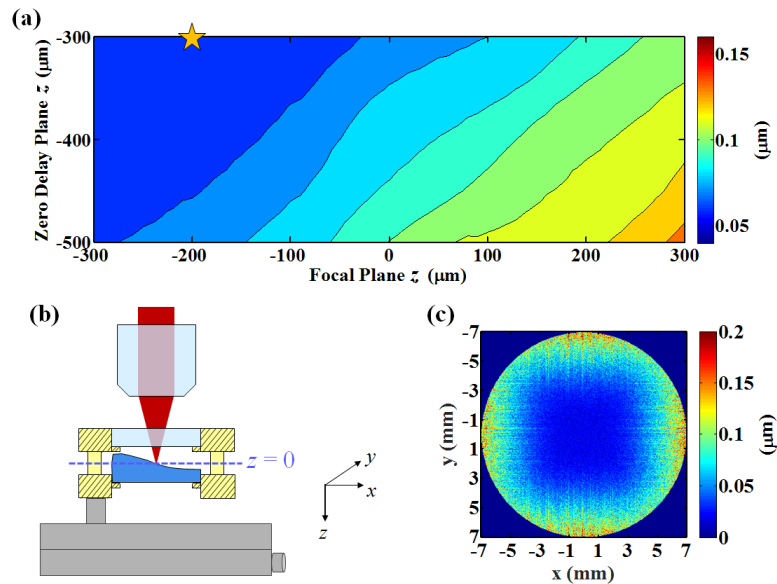 (a)
-300
-400
-500
Zero Delay Plane z (μm)
-300 -200 -100 0 100 200 300
Focal Plane z (μm)
0.15
0.1
0.05
(μm)
(b)
z = 0
y
x
z
(c)
-7
-5
-3
-1
1
3
5
7
y (mm)
-7 -5 -3 -1 1 3 5 7
x (mm)
0.2
0.15
0.1
0.05
0
(μm)